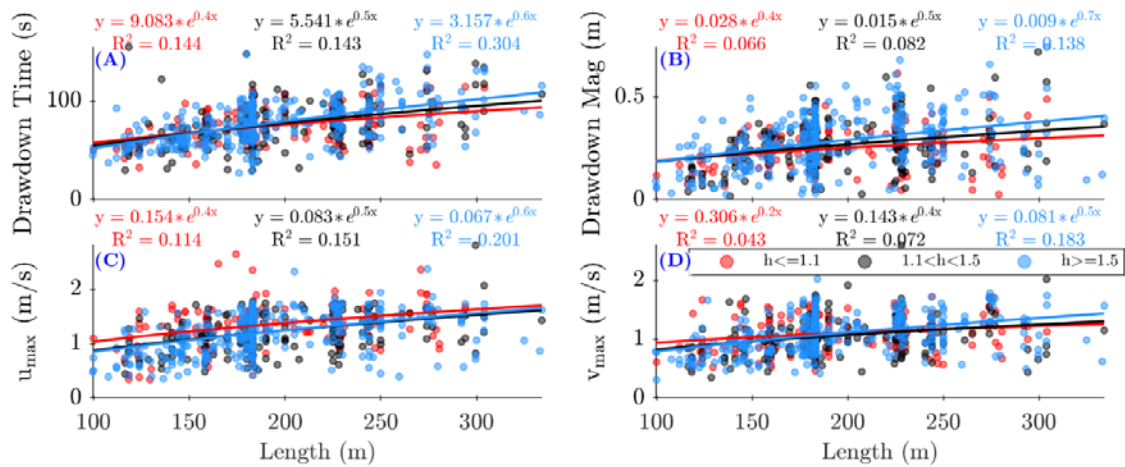 y = 9.083 * e^0.4x y = 5.541 * e^0.5x y = 3.157 * e^0.6x
R² = 0.144 R² = 0.143 R² = 0.304
(A)
Drawdown Time (s)
100
0
y = 0.028 * e^0.4x y = 0.015 * e^0.5x y = 0.009 * e^0.7x
R² = 0.066 R² = 0.082 R² = 0.138
(B)
Drawdown Mag (m)
0.5
0
y = 0.154 * e^0.4x y = 0.083 * e^0.5x y = 0.067 * e^0.6x
R² = 0.114 R² = 0.151 R² = 0.201
(C)
u_max (m/s)
2
1
0
100 150 200 250 300
Length (m)
y = 0.306 * e^0.2x y = 0.143 * e^0.4x y = 0.081 * e^0.5x
R² = 0.043 R² = 0.072 R² = 0.183
(D)
h<=1.1 1.1<h<1.5 h>=1.5
v_max (m/s)
2
1
0
100 150 200 250 300
Length (m)